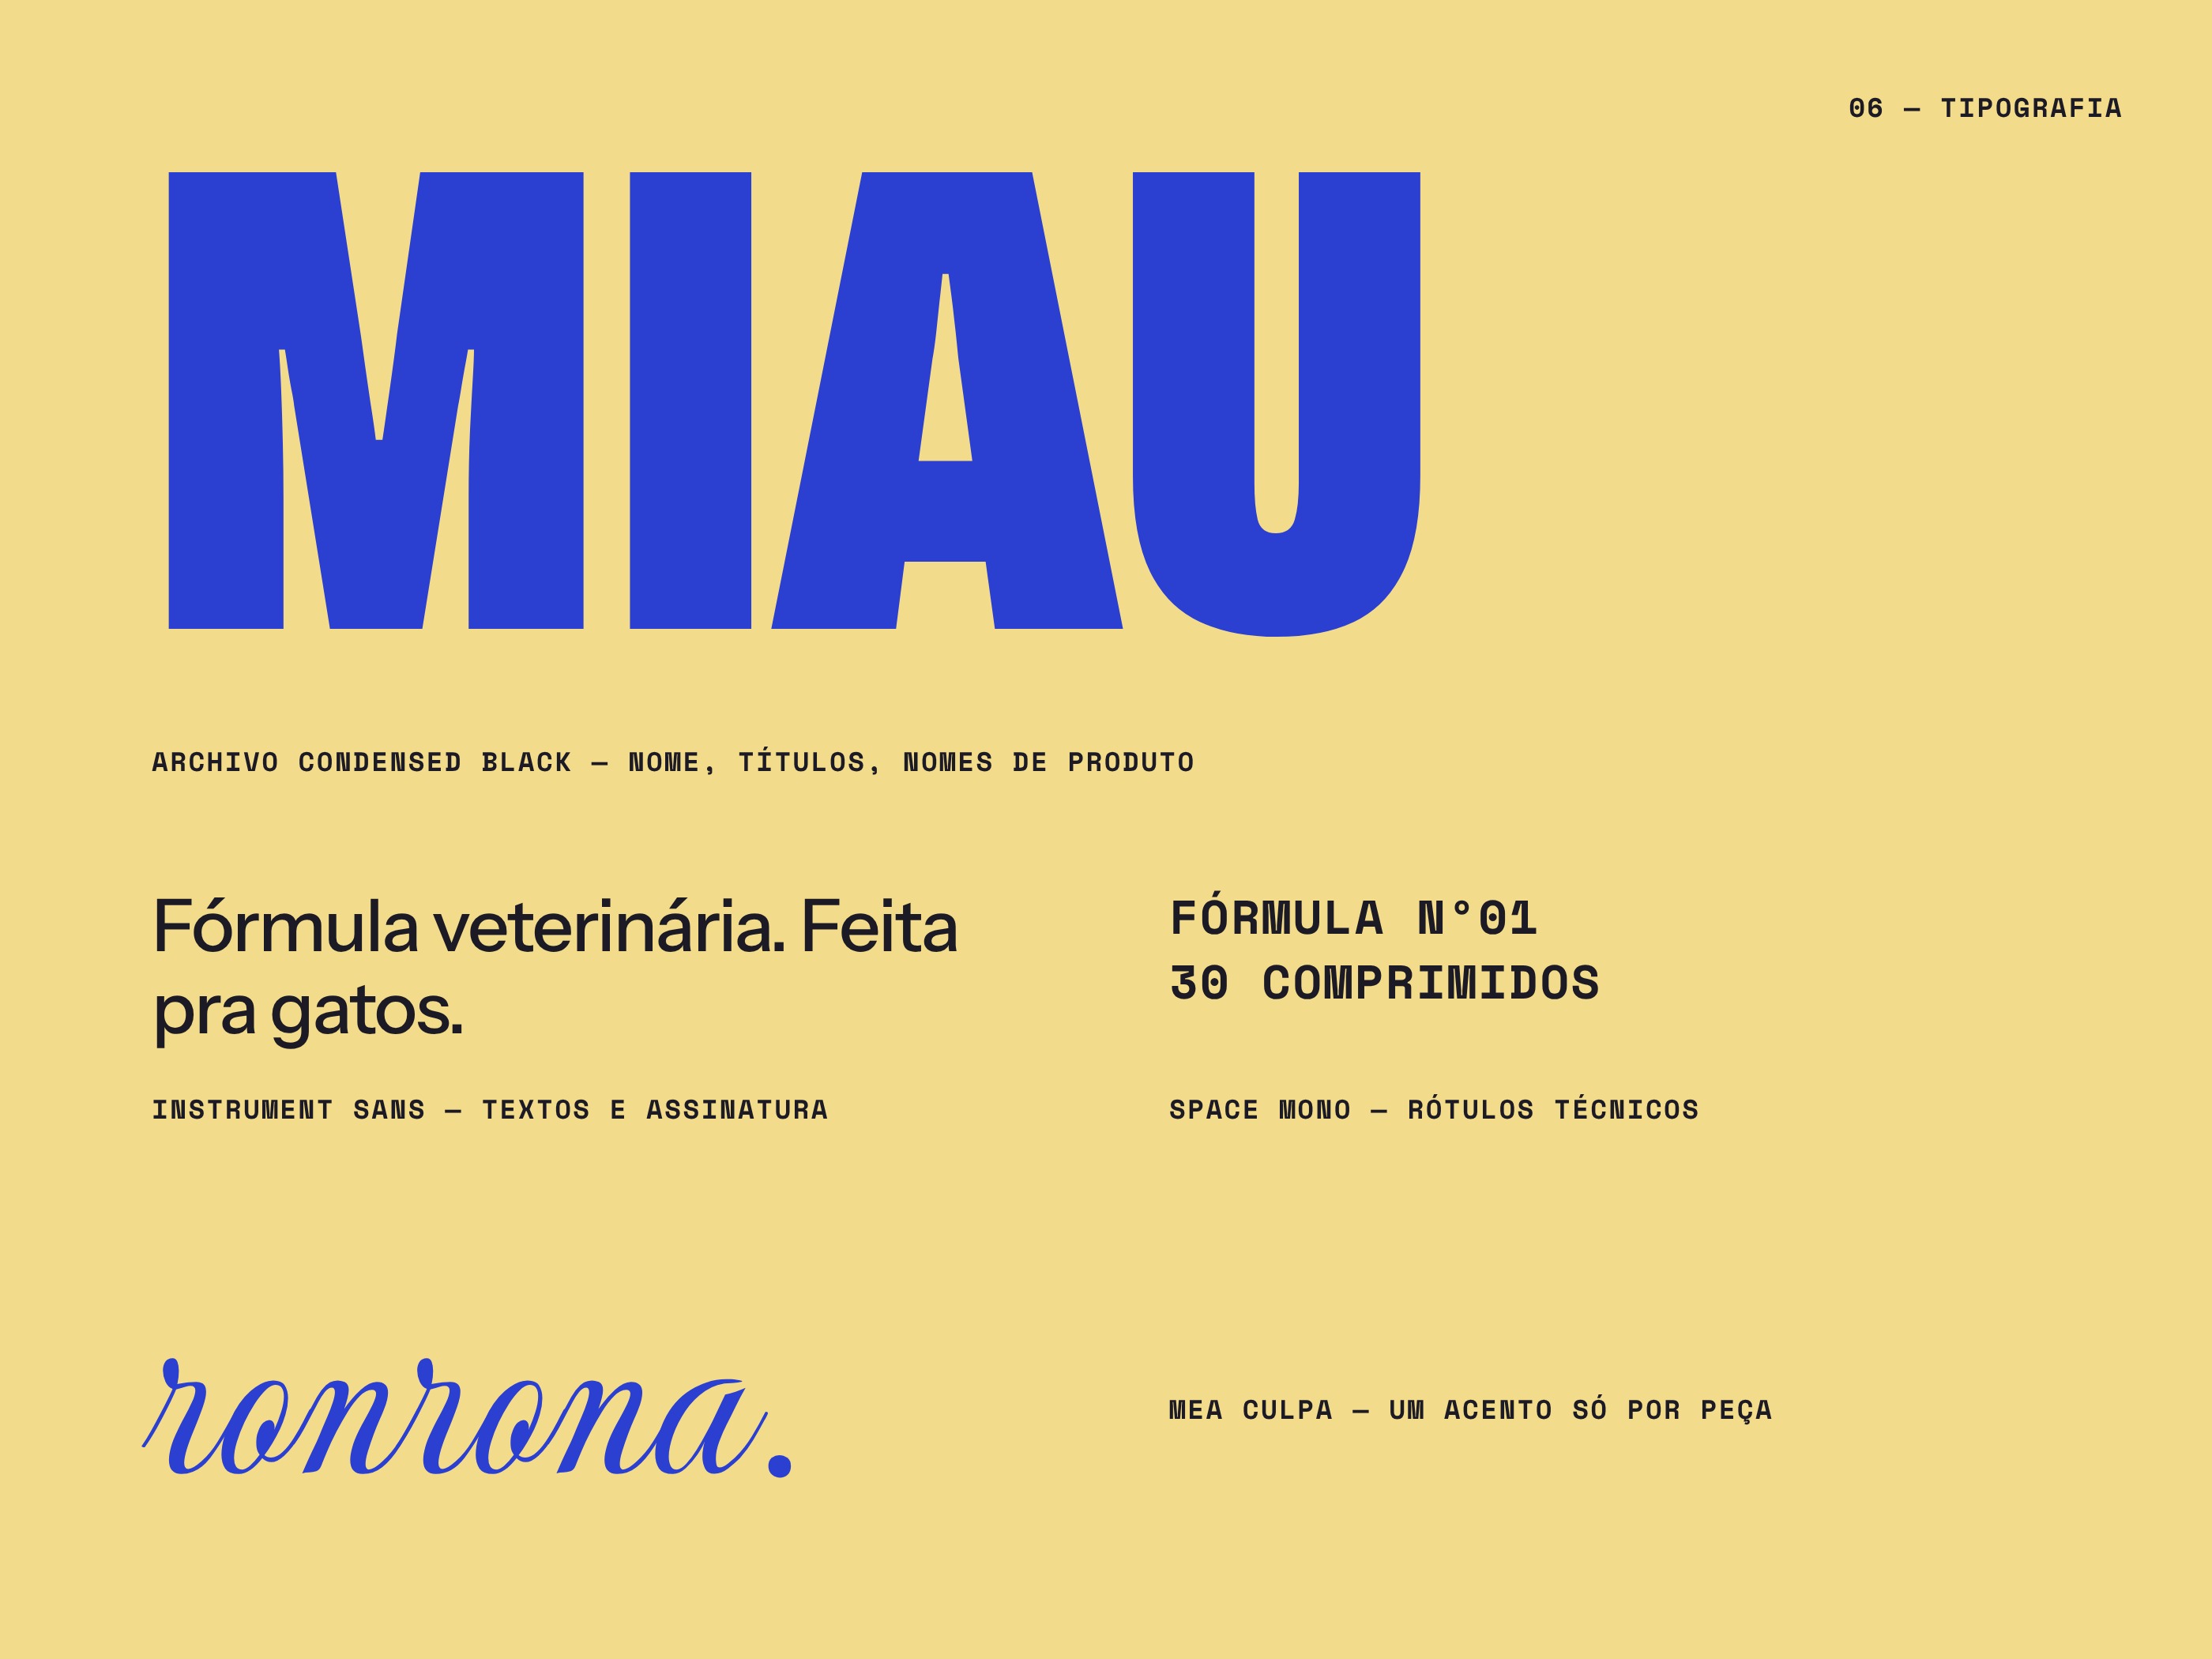 06 — TIPOGRAFIA
MIAU
ARCHIVO CONDENSED BLACK — NOME, TÍTULOS, NOMES DE PRODUTO
Fórmula veterinária. Feita
pra gatos.
INSTRUMENT SANS — TEXTOS E ASSINATURA
FÓRMULA N°01
30 COMPRIMIDOS
SPACE MONO — RÓTULOS TÉCNICOS
ronrona.
MEA CULPA — UM ACENTO SÓ POR PEÇA